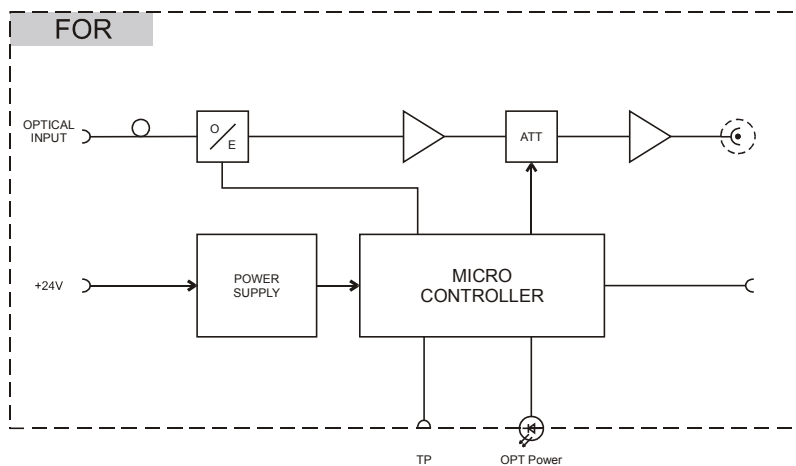 FOR
OPTICAL
INPUT
O
E
ATT
+24V
POWER
SUPPLY
MICRO
CONTROLLER
TP
OPT Power